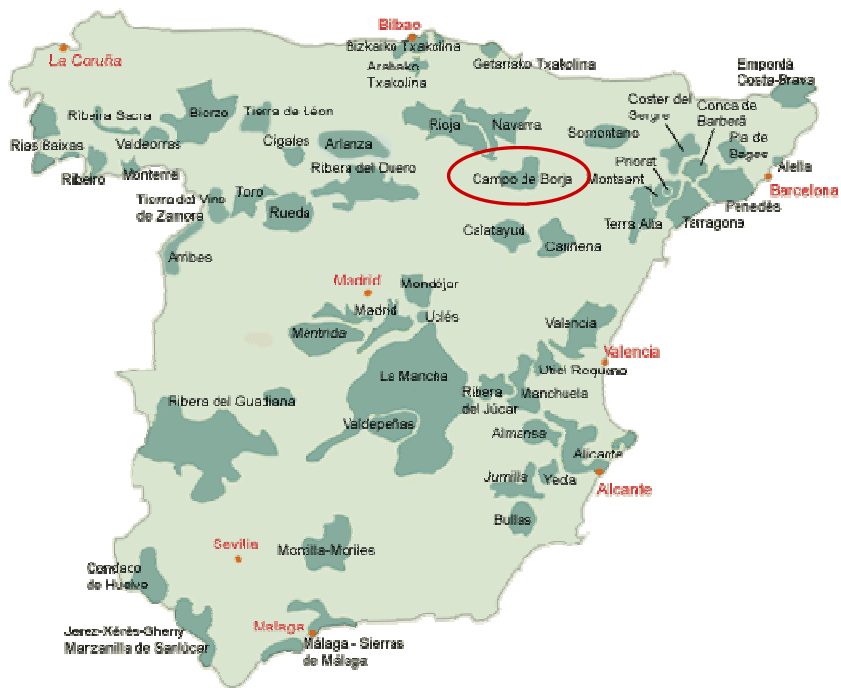 Bilbao
La Coruña
Bizkaiko Txakolina
Getariako Txakolina
Arabako
Txakolina
Empordà
Costa-Brava
Coster del
Segre
Conca de
Barberà
Ribeira Sacra
Bierzo
Tierra de Léon
Rioja
Navarra
Somontano
Pla de
Bages
Rias Baixas
Valdeorras
Cigales
Arlanza
Ribeiro
Monterrei
Ribera del Duero
Campo de Borja
Montsant
Priorat
Alella
Barcelona
Tierra del Vino
de Zamora
Toro
Rueda
Penedès
Calatayud
Cariñena
Terra Alta
Tarragona
Arribes
Madrid
Mondéjar
Madrid
Uclés
Valencia
Méntrida
Valencia
Utiel Requena
La Mancha
Ribera
del Júcar
Manchuela
Ribera del Guadiana
Valdepeñas
Almansa
Alicante
Jumilla
Yecla
Alicante
Bullas
Sevilla
Montilla-Moriles
Condado
de Huelva
Malaga
Jerez-Xérès-Sherry
Manzanilla de Sanlúcar
Málaga - Sierras
de Málaga